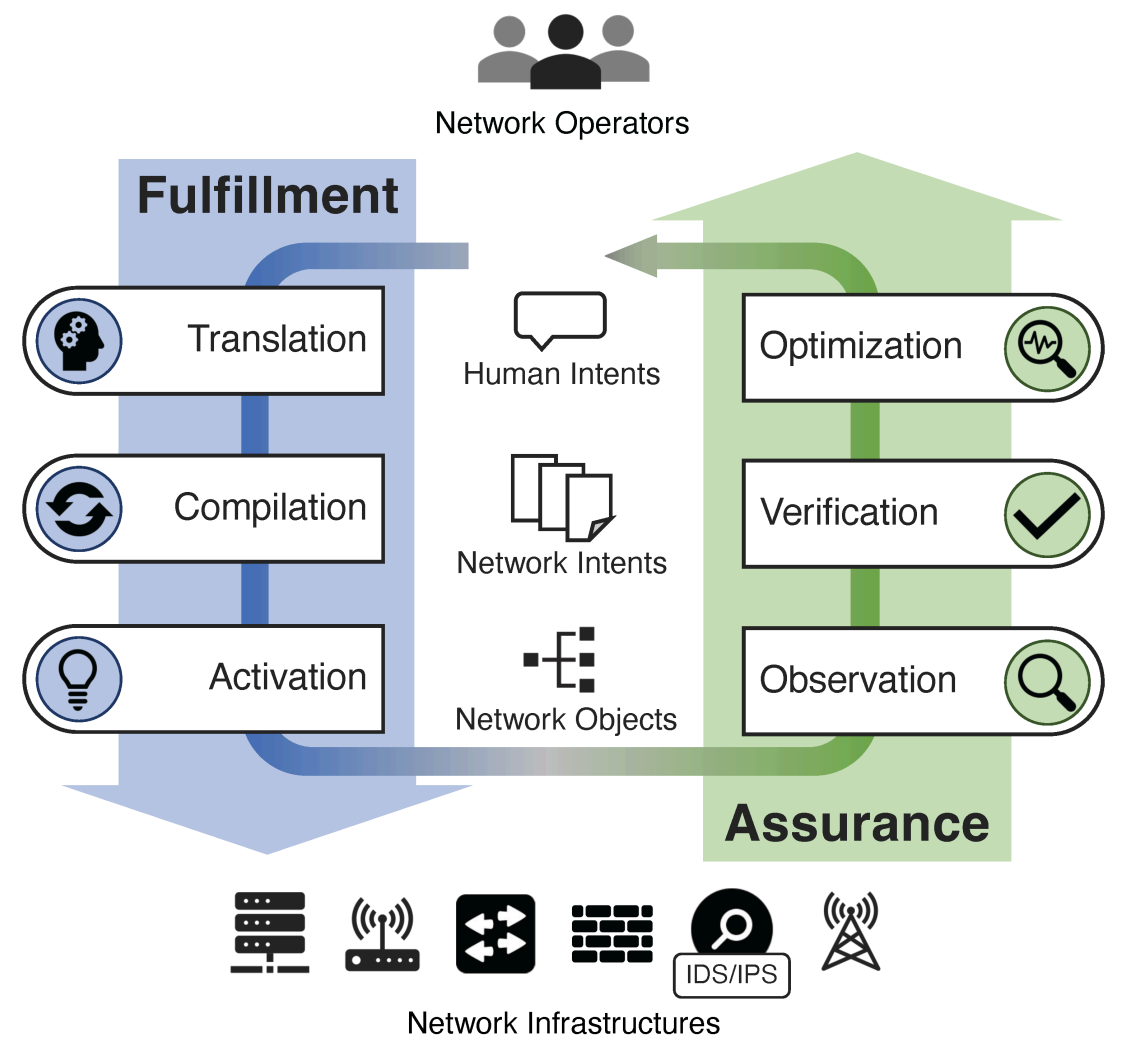 Network Operators
Fulfillment
Translation
Human Intents
Optimization
Compilation
Network Intents
Verification
Activation
Network Objects
Observation
Assurance
IDS/IPS
Network Infrastructures